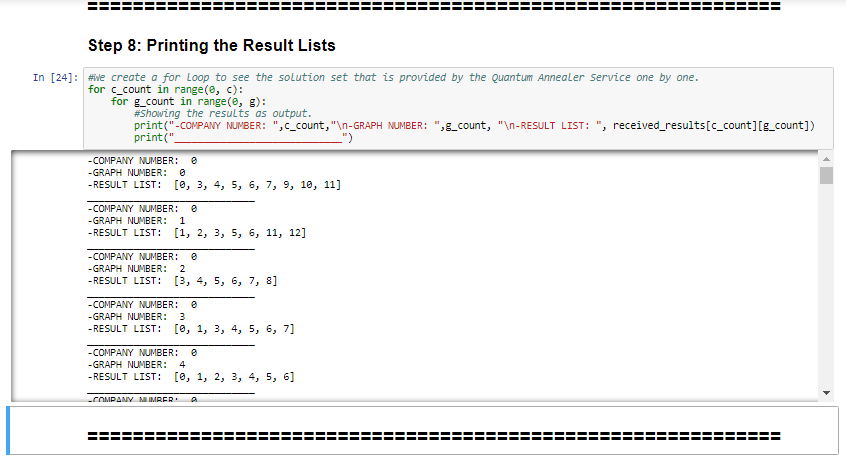 ==============================================================
Step 8: Printing the Result Lists
In [24]: #We create a for loop to see the solution set that is provided by the Quantum Annealer Service one by one.
for c_count in range(0, c):
for g_count in range(0, g):
#Showing the results as output.
print("-COMPANY NUMBER: ",c_count,"\n-GRAPH NUMBER: ",g_count, "\n-RESULT LIST: ", received_results[c_count][g_count])
print("_____________________________")
-COMPANY NUMBER:  0
-GRAPH NUMBER:  0
-RESULT LIST:  [0, 3, 4, 5, 6, 7, 9, 10, 11]
_____________________________
-COMPANY NUMBER:  0
-GRAPH NUMBER:  1
-RESULT LIST:  [1, 2, 3, 5, 6, 11, 12]
_____________________________
-COMPANY NUMBER:  0
-GRAPH NUMBER:  2
-RESULT LIST:  [3, 4, 5, 6, 7, 8]
_____________________________
-COMPANY NUMBER:  0
-GRAPH NUMBER:  3
-RESULT LIST:  [0, 1, 3, 4, 5, 6, 7]
_____________________________
-COMPANY NUMBER:  0
-GRAPH NUMBER:  4
-RESULT LIST:  [0, 1, 2, 3, 4, 5, 6]
_____________________________
-COMPANY NUMBER:  0
==============================================================